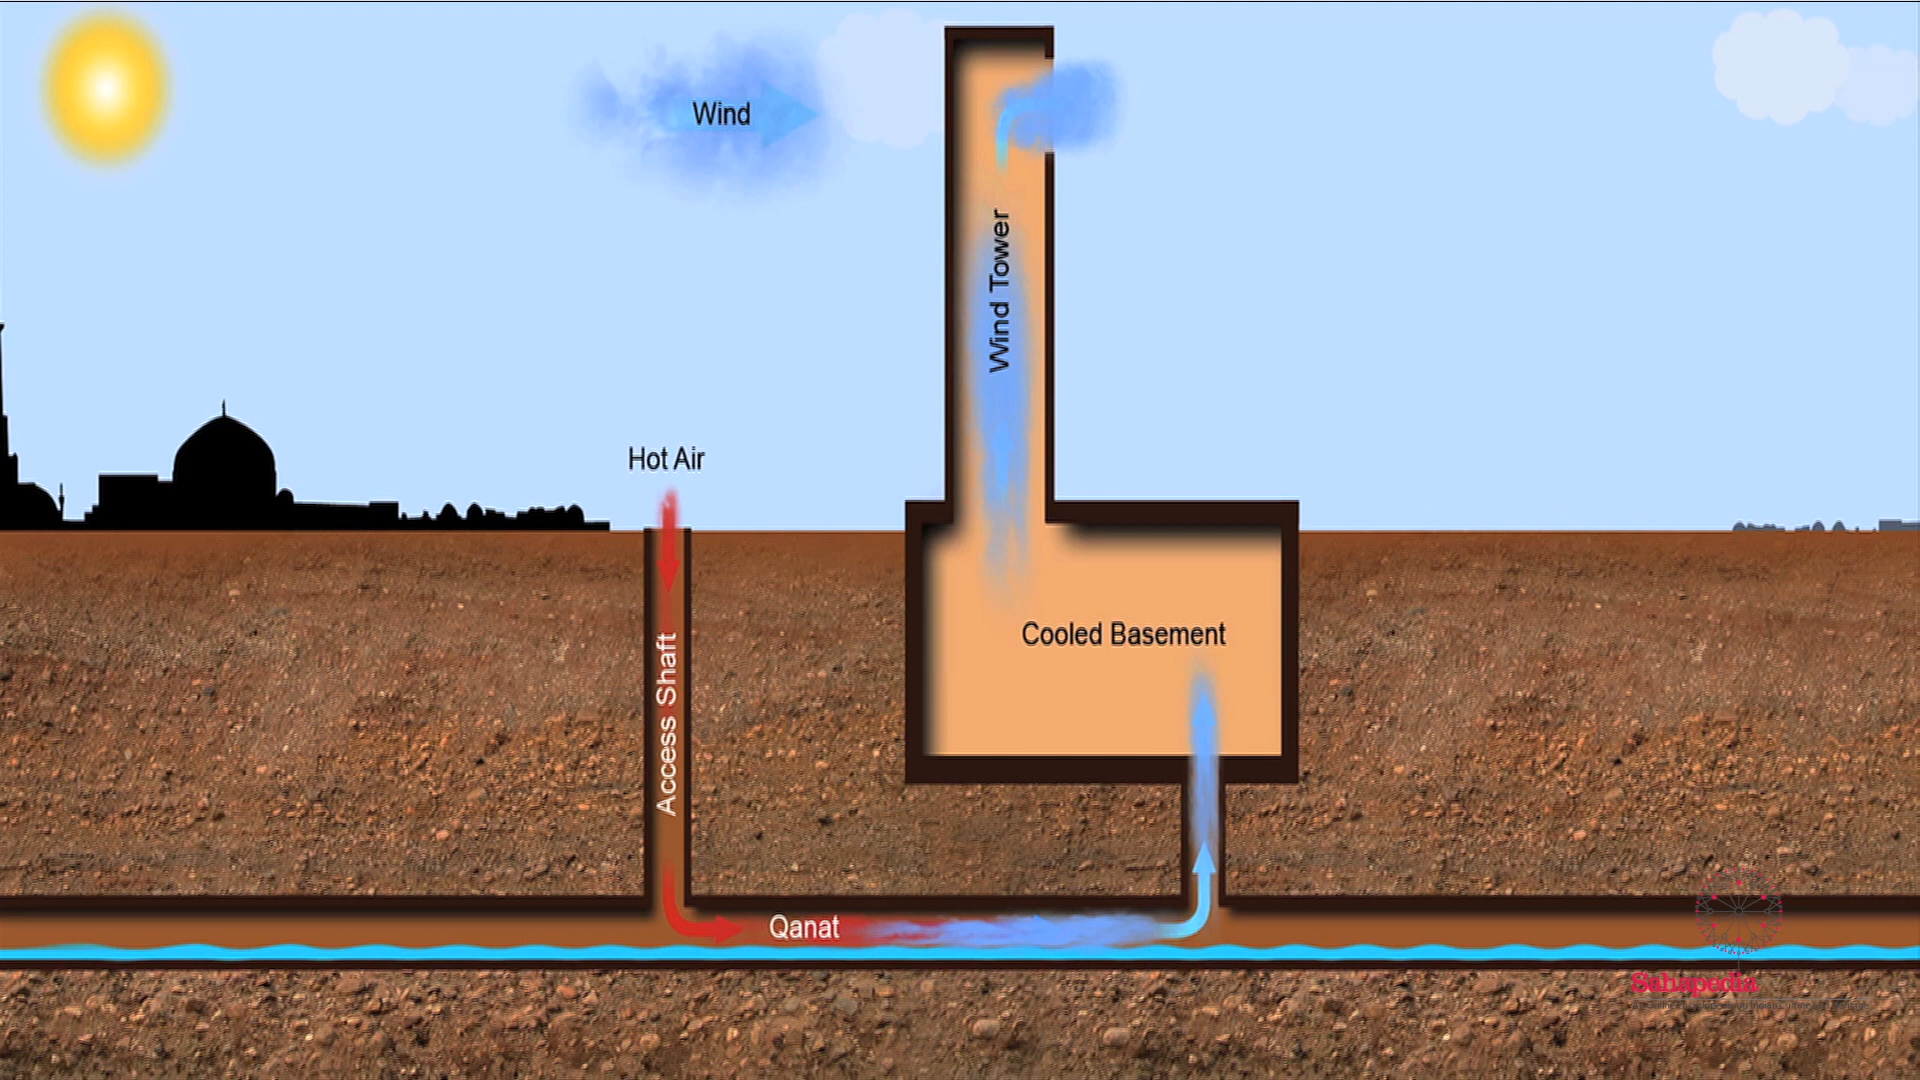 Wind
Wind Tower
Hot Air
Cooled Basement
Access Shaft
Qanat
Sahapedia